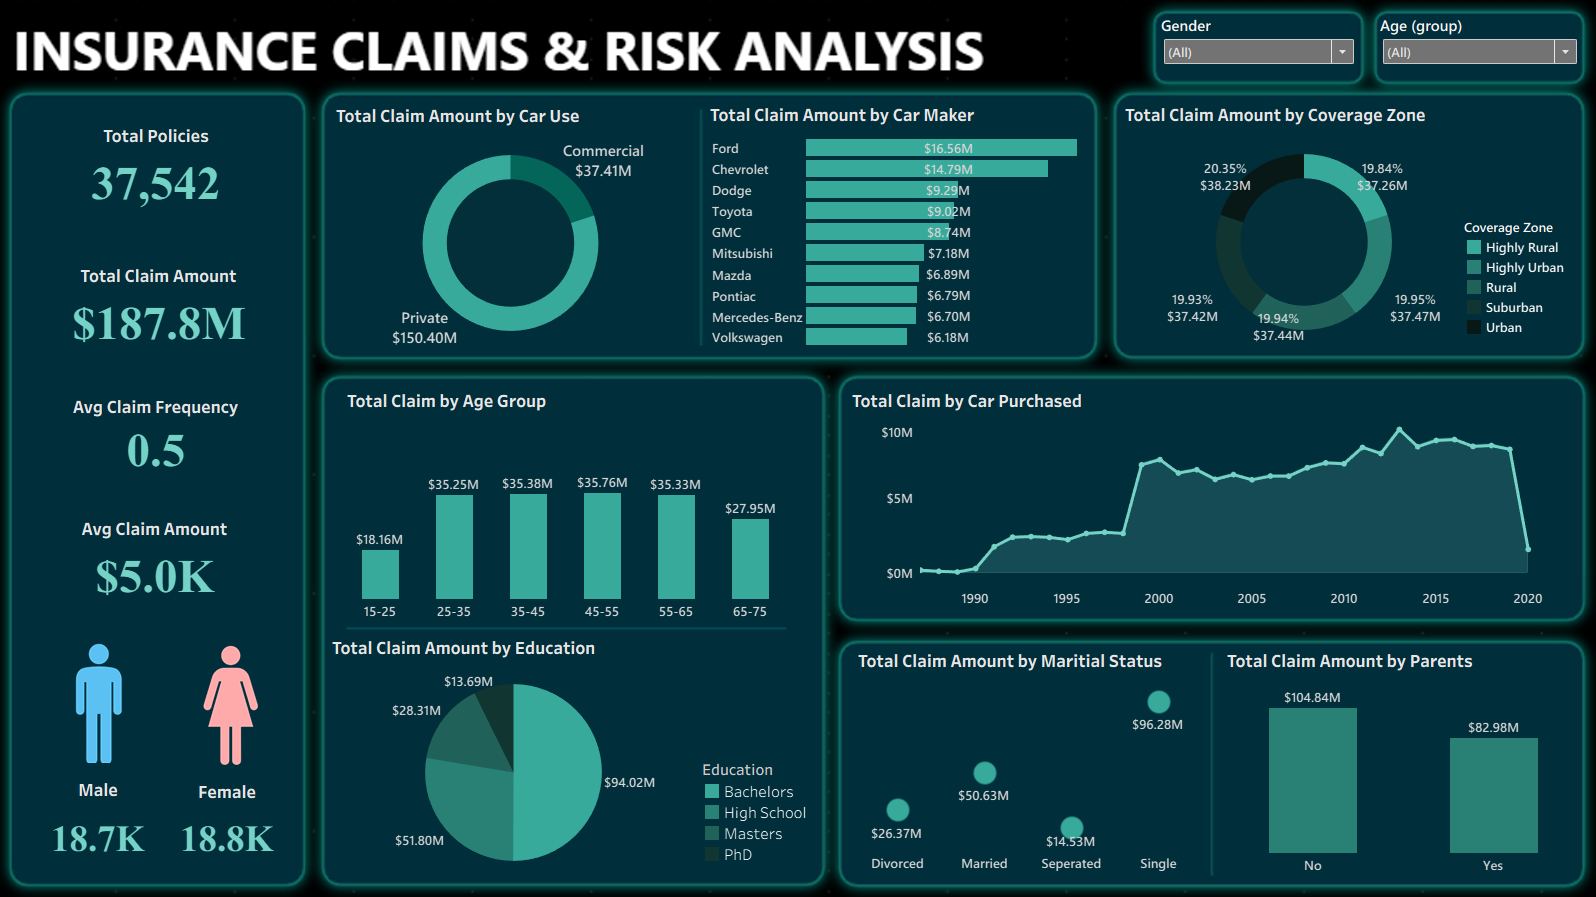 INSURANCE CLAIMS & RISK ANALYSIS
Gender
(All)
Age (group)
(All)
Total Policies
37,542
Total Claim Amount
$187.8M
Avg Claim Frequency
0.5
Avg Claim Amount
$5.0K
Male
Female
18.7K
18.8K
Total Claim Amount by Car Use
Commercial
$37.41M
Private
$150.40M
Total Claim Amount by Car Maker
Ford $16.56M
Chevrolet $14.79M
Dodge $9.29M
Toyota $9.02M
GMC $8.74M
Mitsubishi $7.18M
Mazda $6.89M
Pontiac $6.79M
Mercedes-Benz $6.70M
Volkswagen $6.18M
Total Claim Amount by Coverage Zone
20.35%
$38.23M
19.84%
$37.26M
19.93%
$37.42M
19.94%
$37.44M
19.95%
$37.47M
Coverage Zone
Highly Rural
Highly Urban
Rural
Suburban
Urban
Total Claim by Age Group
$18.16M
$35.25M
$35.38M
$35.76M
$35.33M
$27.95M
15-25
25-35
35-45
45-55
55-65
65-75
Total Claim Amount by Education
$13.69M
$28.31M
$94.02M
$51.80M
Education
Bachelors
High School
Masters
PhD
Total Claim by Car Purchased
$10M
$5M
$0M
1990
1995
2000
2005
2010
2015
2020
Total Claim Amount by Maritial Status
$96.28M
$50.63M
$26.37M
$14.53M
Divorced
Married
Seperated
Single
Total Claim Amount by Parents
$104.84M
$82.98M
No
Yes